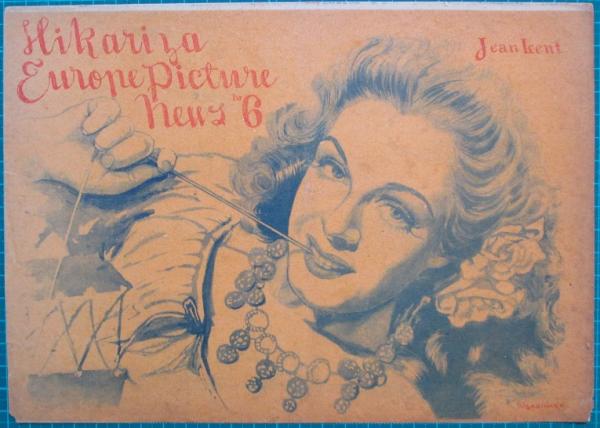 Hikariza
Europe Picture
News No 6
Jean Kent